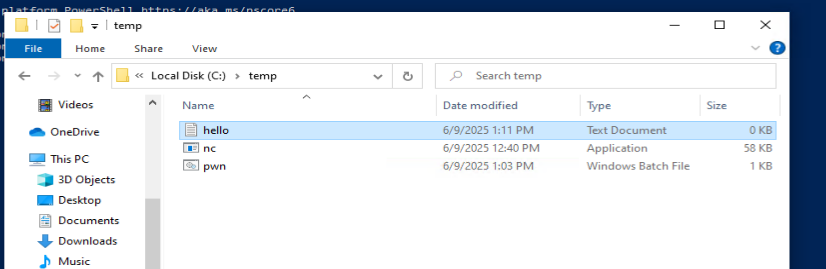 platform PowerShell https://aka.ms/pscore6
temp
File Home Share View
« Local Disk (C:) › temp
Search temp
Name Date modified Type Size
Videos
OneDrive
This PC
3D Objects
Desktop
Documents
Downloads
Music
hello 6/9/2025 1:11 PM Text Document 0 KB
nc 6/9/2025 12:40 PM Application 58 KB
pwn 6/9/2025 1:03 PM Windows Batch File 1 KB